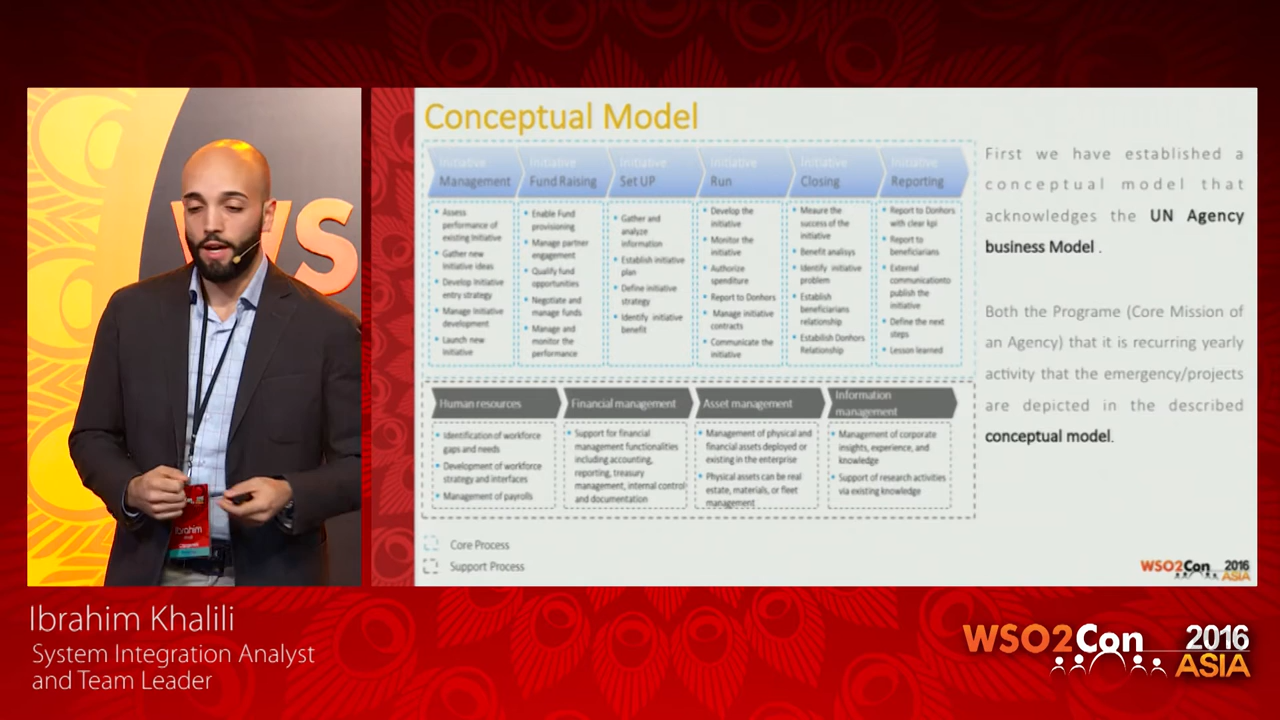 WS
Ibrahim
Conceptual Model
Initiative
Management
Initiative
Fund Raising
Initiative
Set UP
Initiative
Run
Initiative
Closing
Initiative
Reporting
Assess
performance of
existing Initiative
Gather new
Initiative ideas
Develop Initiative
entry strategy
Manage Initiative
development
Launch new
Initiative
Enable Fund
provisioning
Manage partner
engagement
Qualify fund
opportunities
Negotiate and
manage funds
Manage and
monitor the
performance
Gather and
analyze
information
Establish initiative
plan
Define initiative
strategy
Identify initiative
benefit
Develop the
initiative
Monitor the
initiative
Authorize
spenditure
Report to Donhors
Manage initiative
contracts
Communicate the
initiative
Meaure the
success of the
initiative
Benefit analisys
Identify initiative
problem
Establish
beneficiarians
relationship
Estabilish Donhors
Relationship
Report to Donhors
with clear kpi
Report to
beneficiarians
External
communicationto
publish the
initiative
Define the next
steps
Lesson learned
Human resources
Financial management
Asset management
Information
management
Identification of workforce
gaps and needs
Development of workforce
strategy and interfaces
Management of payrolls
Support for financial
management functionalities
including accounting,
reporting, treasury
management, internal control
and documentation
Management of physical and
financial assets deployed or
existing in the enterprise
Physical assets can be real
estate, materials, or fleet
management
Management of corporate
insights, experience, and
knowledge
Support of research activities
via existing knowledge
Core Process
Support Process
First we have established a
conceptual model that
acknowledges the UN Agency
business Model .
Both the Programe (Core Mission of
an Agency) that it is recurring yearly
activity that the emergency/projects
are depicted in the described
conceptual model.
WSO2Con 2016
ASIA
Ibrahim Khalili
System Integration Analyst
and Team Leader
WSO2Con 2016
ASIA